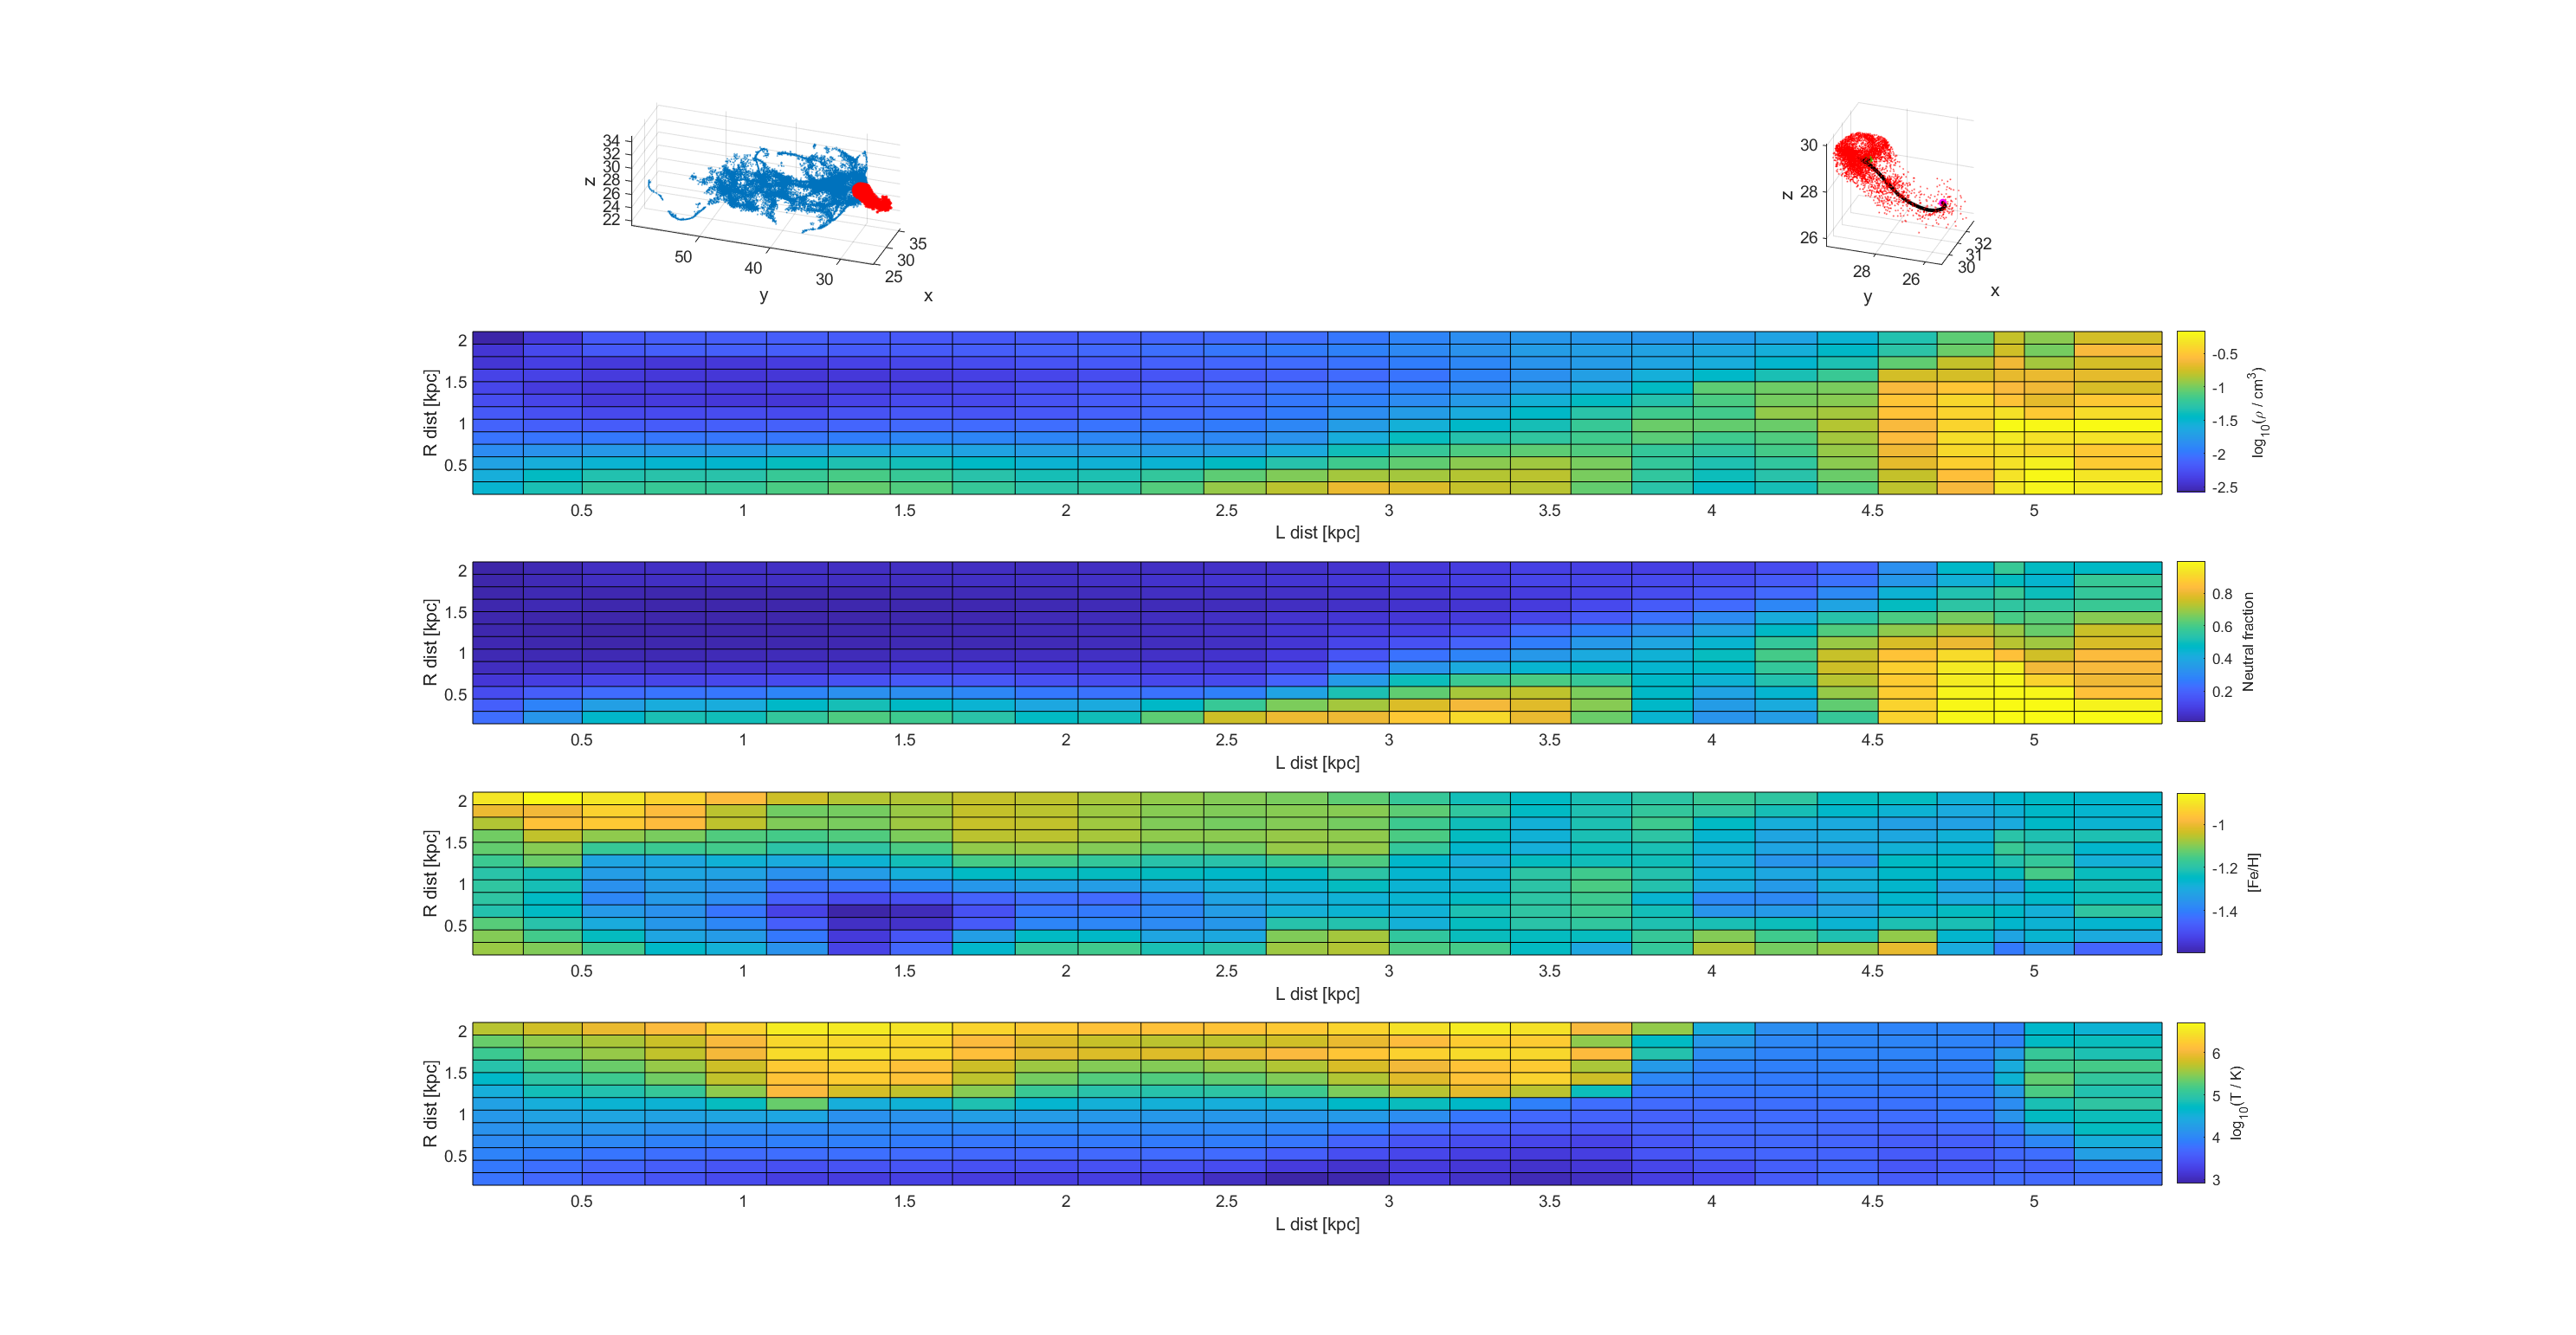 34
32
30
28
26
24
22
z
50
40
30
y
35
30
25
x
30
28
26
z
28
26
y
32
31
30
x
2
1.5
1
0.5
R dist [kpc]
0.5 1 1.5 2 2.5 3 3.5 4 4.5 5
L dist [kpc]
-0.5
-1
-1.5
-2
-2.5
log10(ρ / cm3)
2
1.5
1
0.5
R dist [kpc]
0.5 1 1.5 2 2.5 3 3.5 4 4.5 5
L dist [kpc]
0.8
0.6
0.4
0.2
Neutral fraction
2
1.5
1
0.5
R dist [kpc]
0.5 1 1.5 2 2.5 3 3.5 4 4.5 5
L dist [kpc]
-1
-1.2
-1.4
[Fe/H]
2
1.5
1
0.5
R dist [kpc]
0.5 1 1.5 2 2.5 3 3.5 4 4.5 5
L dist [kpc]
6
5
4
3
log10(T / K)